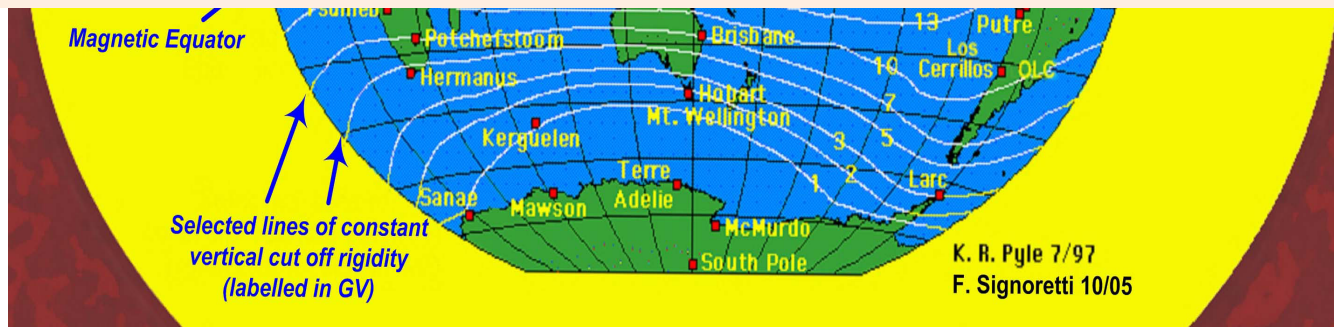 Tsumeb
Magnetic Equator
Potchefstoom
Hermanus
Brisbane
13
Putre
Los
Cerrillos
OLC
10
7
5
3
2
1
Hobart
Mt. Wellington
Kerguelen
Terre
Adelie
Larc
Sanae
Mawson
McMurdo
South Pole
Selected lines of constant
vertical cut off rigidity
(labelled in GV)
K. R. Pyle 7/97
F. Signoretti 10/05